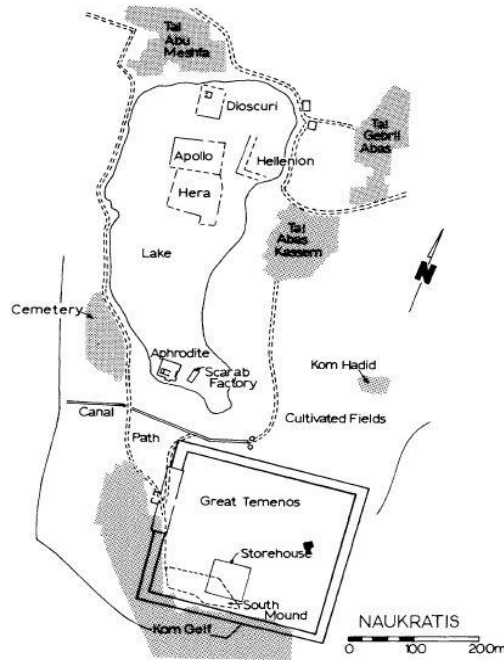 Tal
Abu
Meshfa
Dioscuri
Tal
Gebril
Abas
Apollo
Hellenion
Hera
Tal
Abas
Kassem
Lake
N
Cemetery
Aphrodite
Scarab
Factory
Kom Hadid
Canal
Cultivated Fields
Path
Great Temenos
Storehouse
South
Mound
Kom Geif
NAUKRATIS
0 100 200m